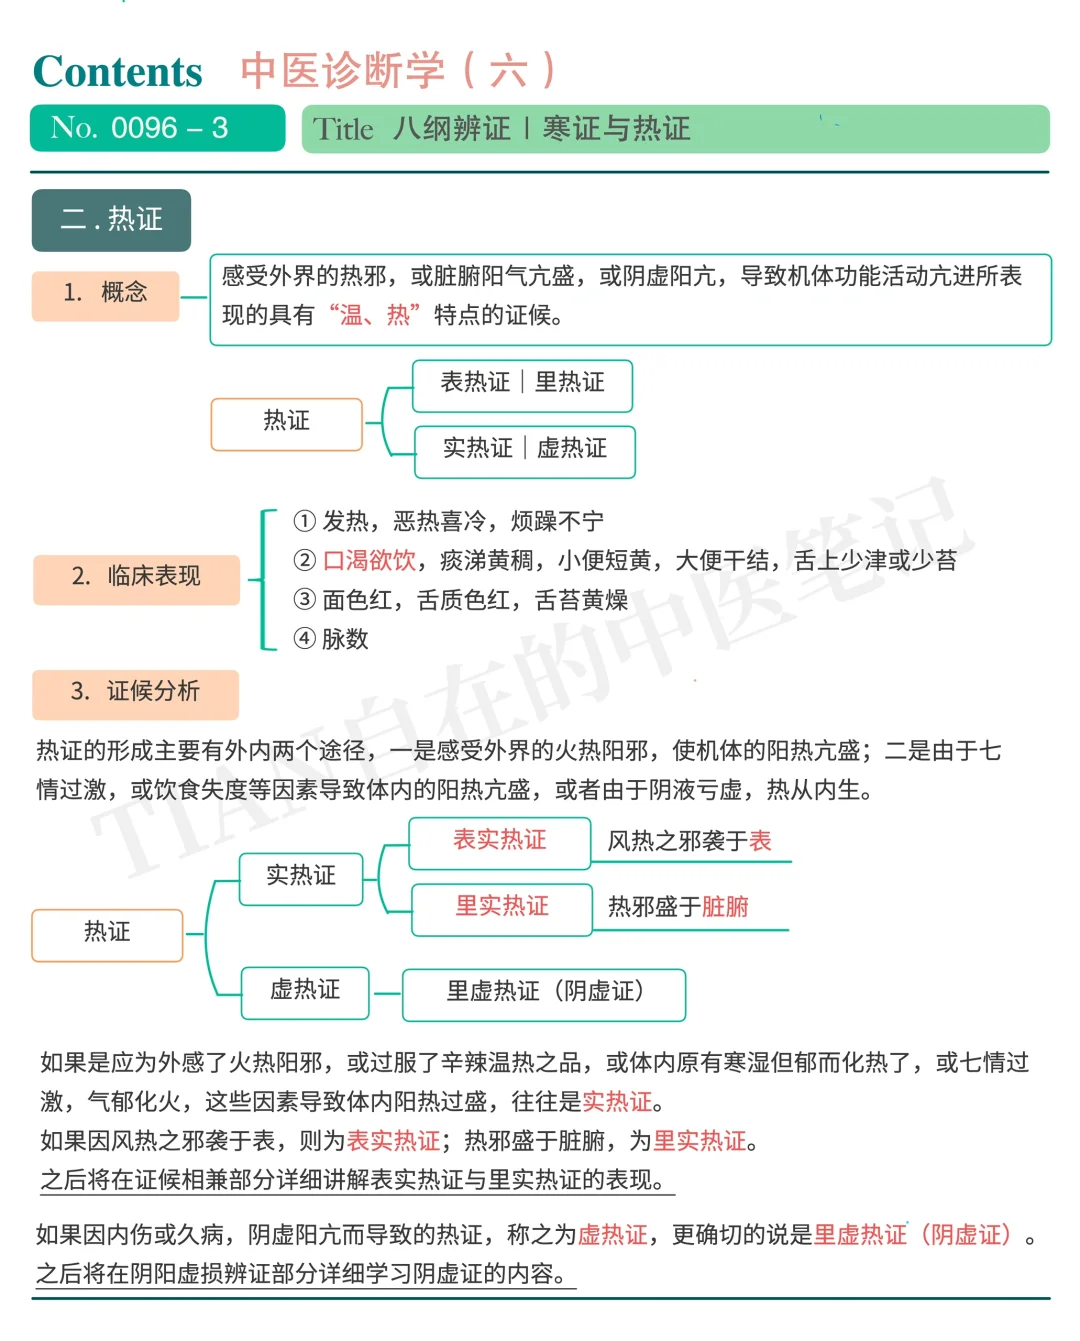 Contents 中医诊断学（六）
No. 0096 – 3
Title 八纲辨证 | 寒证与热证
二 . 热证
1. 概念
感受外界的热邪，或脏腑阳气亢盛，或阴虚阳亢，导致机体功能活动亢进所表
现的具有“温、热”特点的证候。
热证
表热证｜里热证
实热证｜虚热证
2. 临床表现
① 发热，恶热喜冷，烦躁不宁
② 口渴欲饮，痰涕黄稠，小便短黄，大便干结，舌上少津或少苔
③ 面色红，舌质色红，舌苔黄燥
④ 脉数
3. 证候分析
热证的形成主要有外内两个途径，一是感受外界的火热阳邪，使机体的阳热亢盛；二是由于七
情过激，或饮食失度等因素导致体内的阳热亢盛，或者由于阴液亏虚，热从内生。
热证
实热证
表实热证 风热之邪袭于表
里实热证 热邪盛于脏腑
虚热证
里虚热证（阴虚证）
如果是应为外感了火热阳邪，或过服了辛辣温热之品，或体内原有寒湿但郁而化热了，或七情过
激，气郁化火，这些因素导致体内阳热过盛，往往是实热证。
如果因风热之邪袭于表，则为表实热证；热邪盛于脏腑，为里实热证。
之后将在证候相兼部分详细讲解表实热证与里实热证的表现。
如果因内伤或久病，阴虚阳亢而导致的热证，称之为虚热证，更确切的说是里虚热证（阴虚证）。
之后将在阴阳虚损辨证部分详细学习阴虚证的内容。
TIAN自在的中医笔记